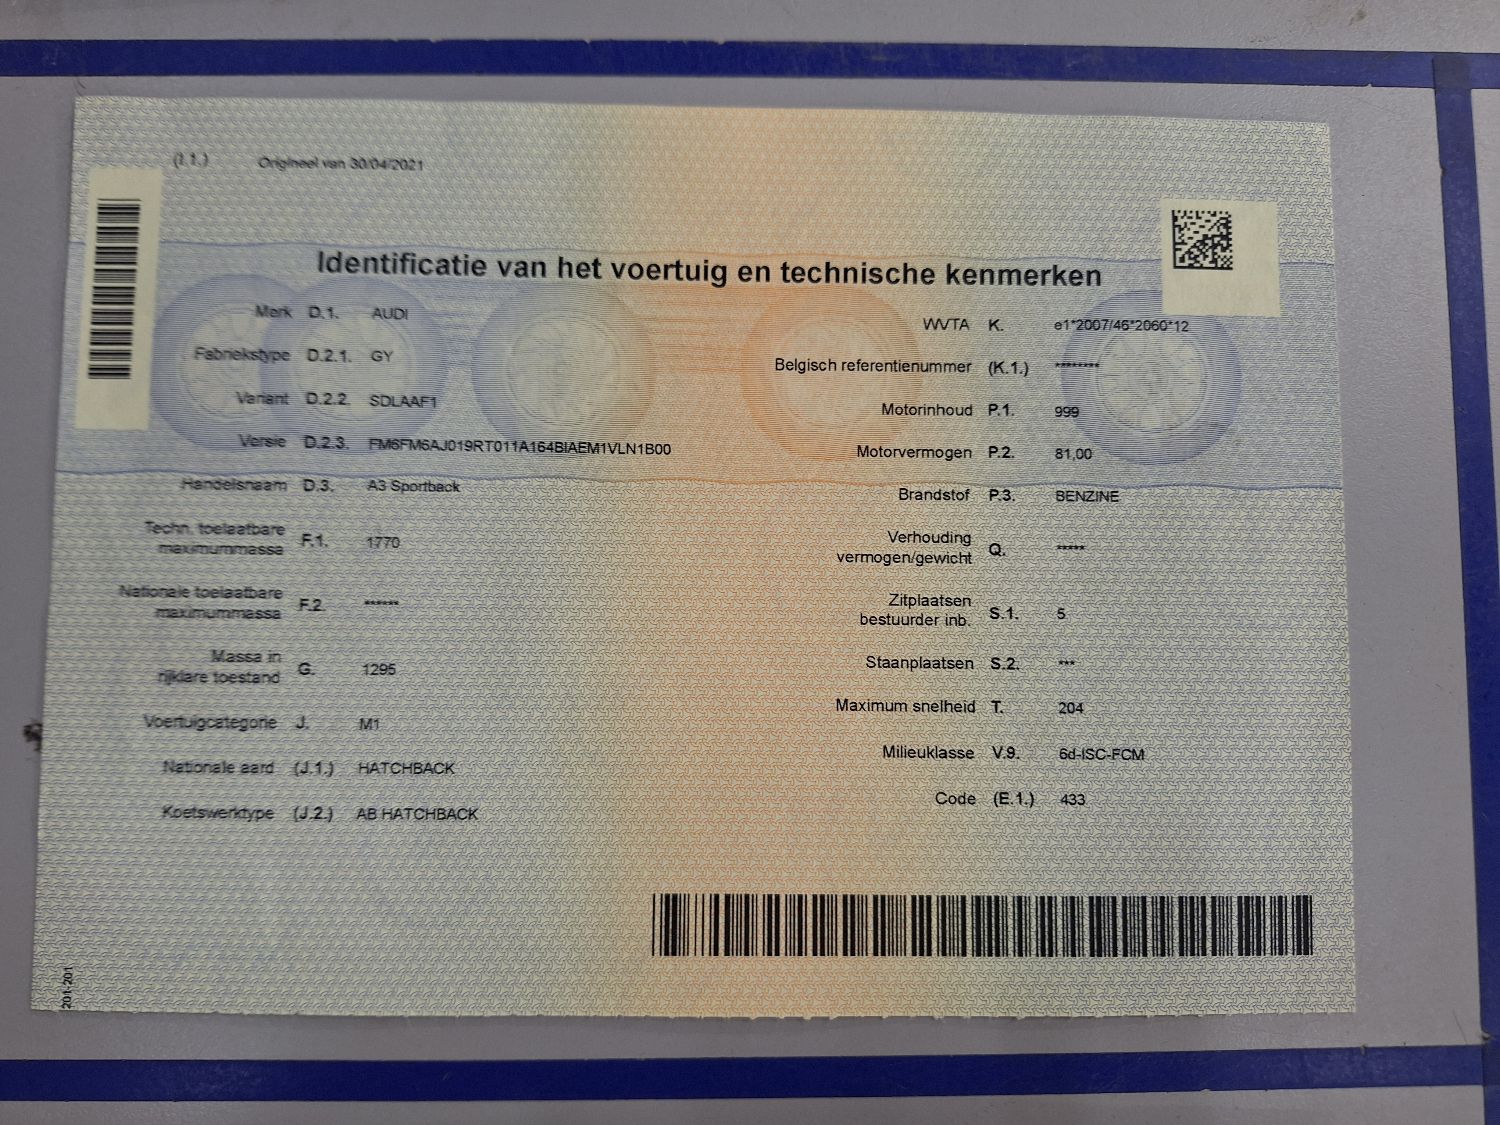 (I.1.) Origineel van 30/04/2021
Identificatie van het voertuig en technische kenmerken
Merk D.1. AUDI
Fabriekstype D.2.1. GY
Variant D.2.2. SDLAAF1
Versie D.2.3. FM6FM6AJ019RT011A164BIAEM1VLN1B00
Handelsnaam D.3. A3 Sportback
Techn. toelaatbare
maximummassa F.1. 1770
Nationale toelaatbare
maximummassa F.2. ******
Massa in
rijklare toestand G. 1295
Voertuigcategorie J. M1
Nationale aard (J.1.) HATCHBACK
Koetswerktype (J.2.) AB HATCHBACK
WVTA K. e1*2007/46*2060*12
Belgisch referentienummer (K.1.) ********
Motorinhoud P.1. 999
Motorvermogen P.2. 81,00
Brandstof P.3. BENZINE
Verhouding
vermogen/gewicht Q. *****
Zitplaatsen
bestuurder inb. S.1. 5
Staanplaatsen S.2. ***
Maximum snelheid T. 204
Milieuklasse V.9. 6d-ISC-FCM
Code (E.1.) 433
201-201